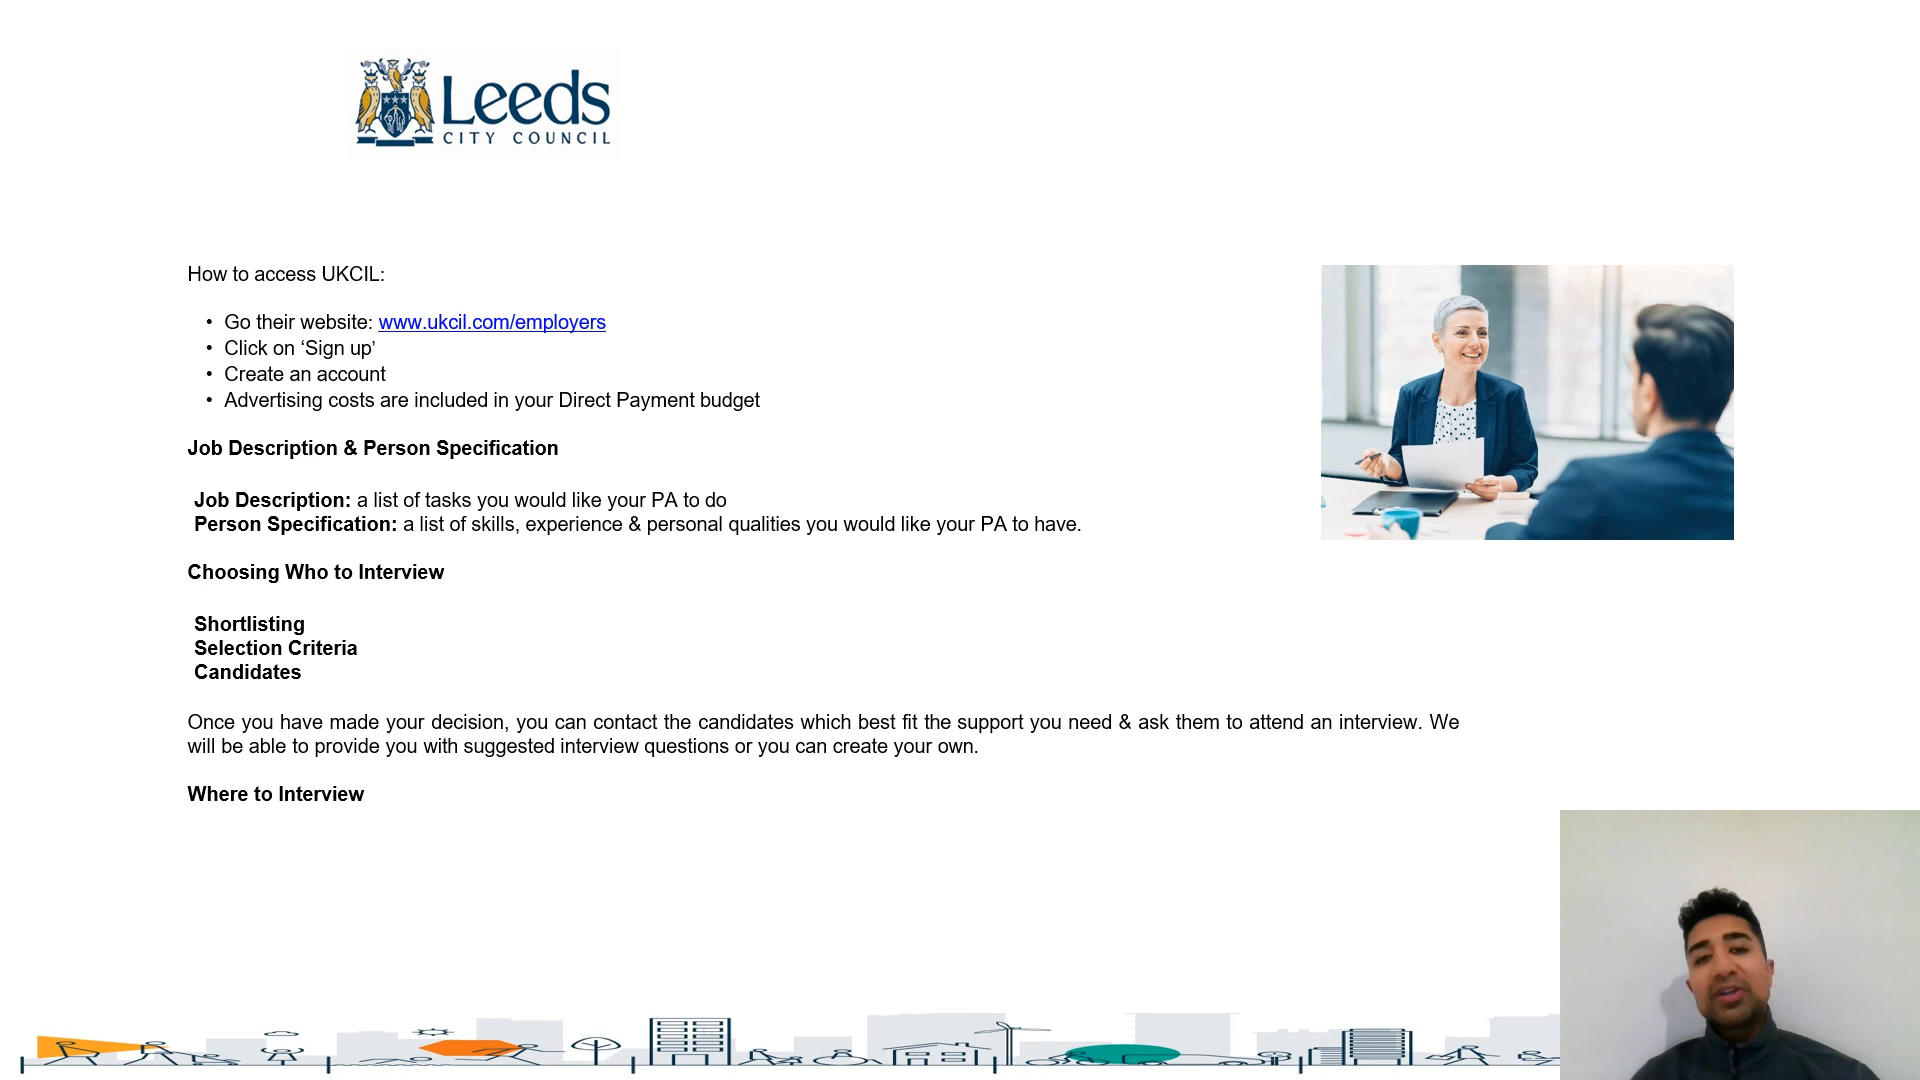 Leeds
CITY COUNCIL
How to access UKCIL:
• Go their website: www.ukcil.com/employers
• Click on ‘Sign up’
• Create an account
• Advertising costs are included in your Direct Payment budget
Job Description & Person Specification
Job Description: a list of tasks you would like your PA to do
Person Specification: a list of skills, experience & personal qualities you would like your PA to have.
Choosing Who to Interview
Shortlisting
Selection Criteria
Candidates
Once you have made your decision, you can contact the candidates which best fit the support you need & ask them to attend an interview. We
will be able to provide you with suggested interview questions or you can create your own.
Where to Interview